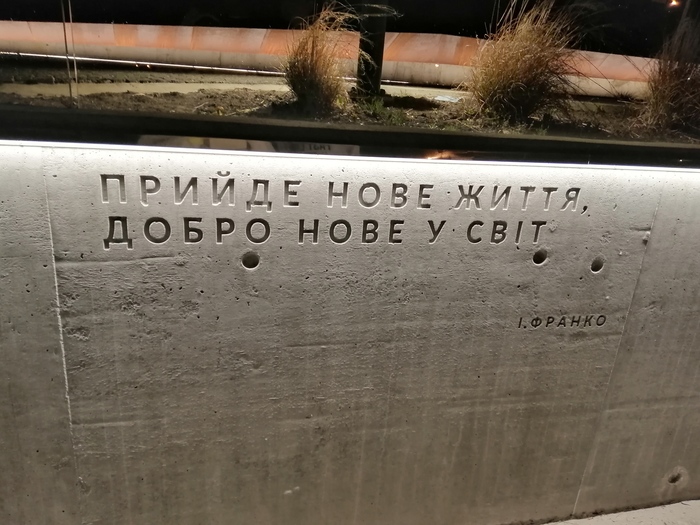 ПРИЙДЕ НОВЕ ЖИТТЯ,
ДОБРО НОВЕ У СВІТ
І.ФРАНКО